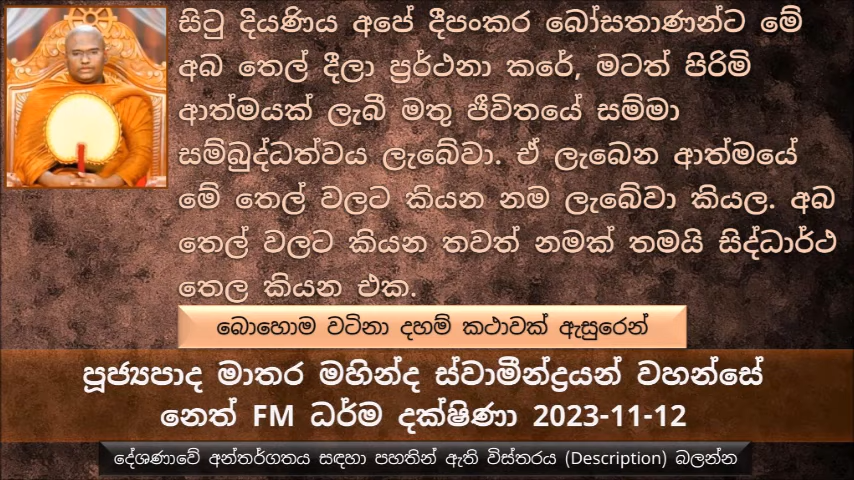 සිටු දියණිය අපේ දීපංකර බෝසතාණන්ට මේ
අබ තෙල් දීලා ප්‍රර්ථනා කරේ, මටත් පිරිමි
ආත්මයක් ලැබී මතු ජීවිතයේ සම්මා
සම්බුද්ධත්වය ලැබේවා. ඒ ලැබෙන ආත්මයේ
මේ තෙල් වලට කියන නම ලැබේවා කියල. අබ
තෙල් වලට කියන තවත් නමක් තමයි සිද්ධාර්ථ
තෙල කියන එක.
බොහොම වටිනා දහම් කථාවක් ඇසුරෙන්
පූජ්‍යපාද මාතර මහින්ද ස්වාමීන්ද්‍රයන් වහන්සේ
නෙත් FM ධර්ම දක්ෂිණා 2023-11-12
දේශණාවේ අන්තර්ගතය සඳහා පහතින් ඇති විස්තරය (Description) බලන්න